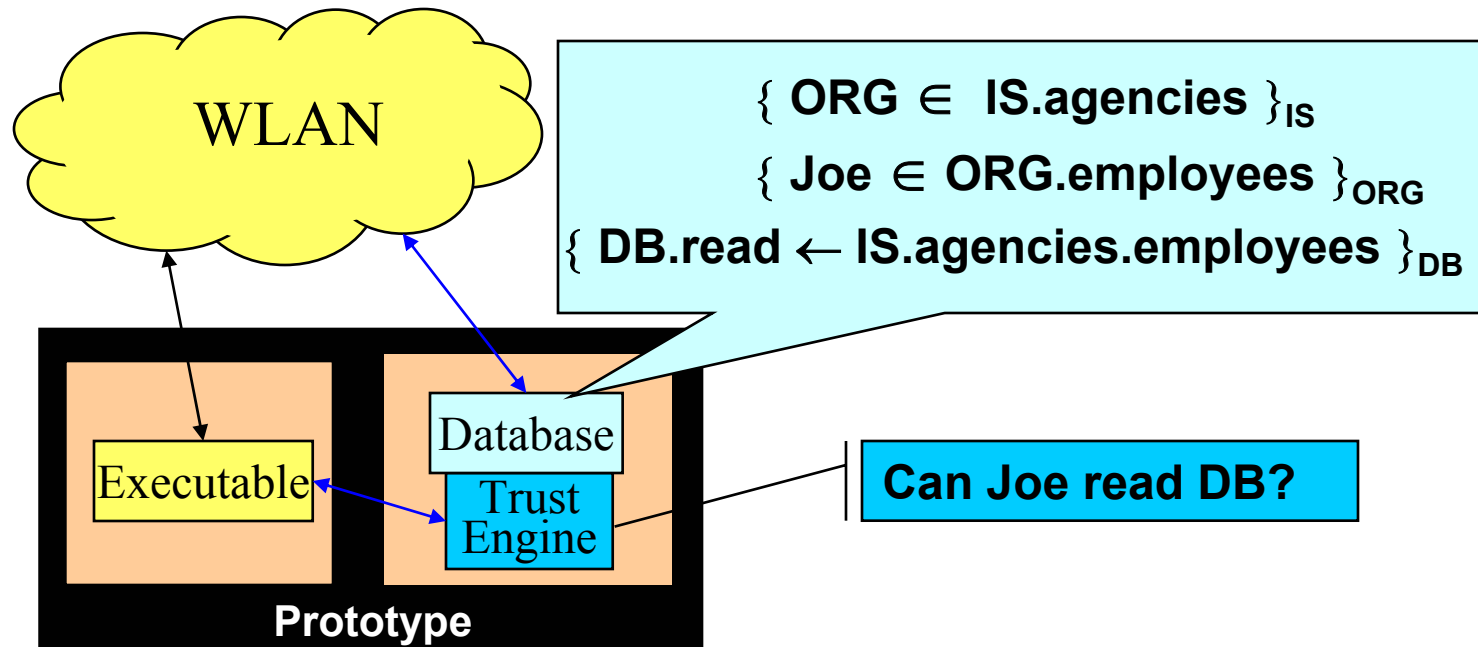 WLAN
{ ORG ∈ IS.agencies }IS
{ Joe ∈ ORG.employees }ORG
{ DB.read ← IS.agencies.employees }DB
Database
Executable
Trust
Engine
Can Joe read DB?
Prototype